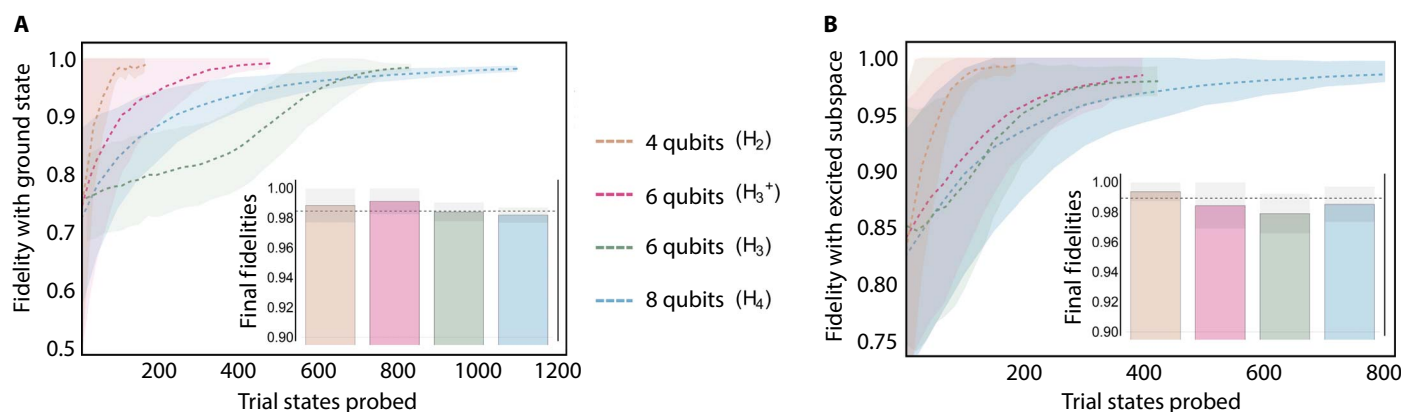 A
Fidelity with ground state
1.0
0.9
0.8
0.7
0.6
0.5
200
400
600
800
1000
1200
Trial states probed
Final fidelities
1.00
0.98
0.96
0.94
0.92
0.90
4 qubits (H2)
6 qubits (H3+)
6 qubits (H3)
8 qubits (H4)
B
Fidelity with excited subspace
1.00
0.95
0.90
0.85
0.80
0.75
200
400
600
800
Trial states probed
Final fidelities
1.00
0.98
0.96
0.94
0.92
0.90